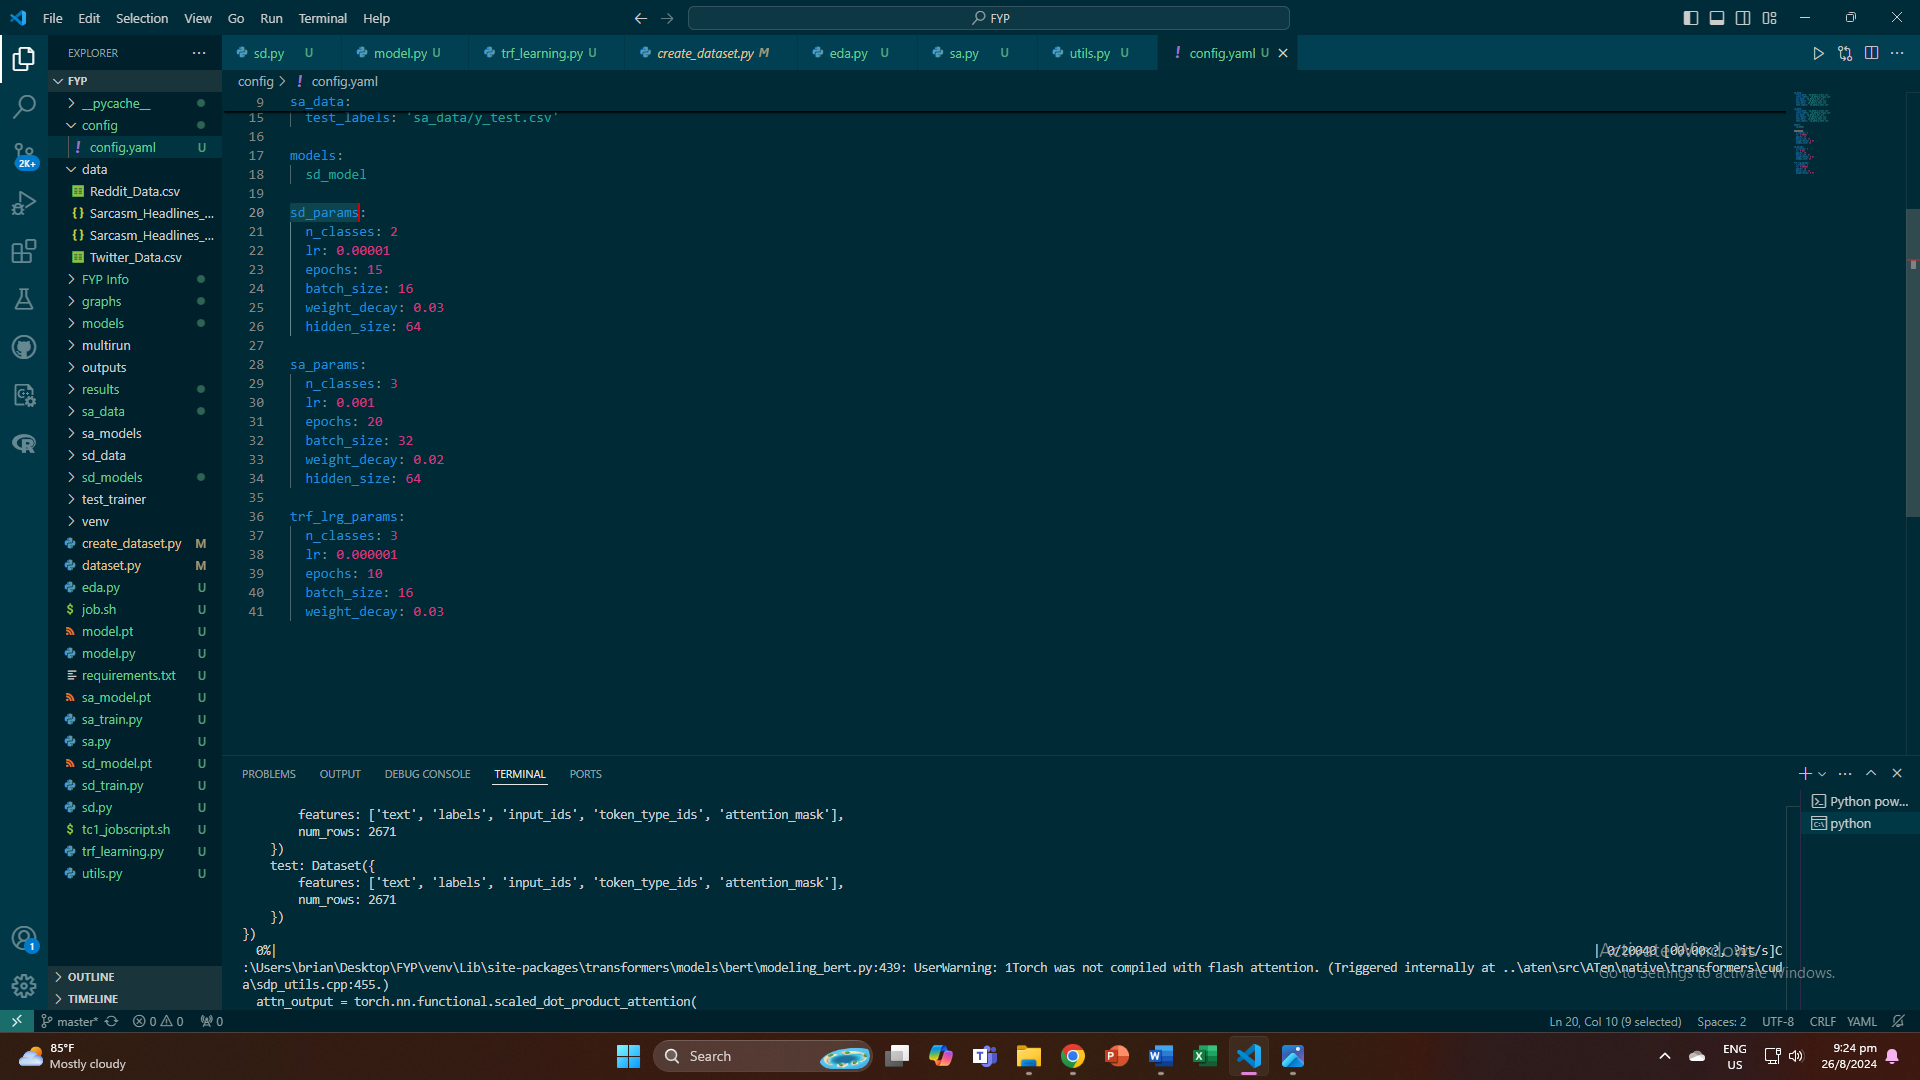 File Edit Selection View Go Run Terminal Help
FYP
EXPLORER
sd.py U
model.py U
trf_learning.py U
create_dataset.py M
eda.py U
sa.py U
utils.py U
! config.yaml U
FYP
__pycache__
config
! config.yaml U
data
Reddit_Data.csv
{} Sarcasm_Headlines_...
{} Sarcasm_Headlines_...
Twitter_Data.csv
FYP Info
graphs
models
multirun
outputs
results
sa_data
sa_models
sd_data
sd_models
test_trainer
venv
create_dataset.py M
dataset.py M
eda.py U
$ job.sh U
model.pt U
model.py U
requirements.txt U
sa_model.pt U
sa_train.py U
sa.py U
sd_model.pt U
sd_train.py U
sd.py U
$ tc1_jobscript.sh U
trf_learning.py U
utils.py U
OUTLINE
TIMELINE
2K+
1
config > ! config.yaml
9 sa_data:
15 test_labels: 'sa_data/y_test.csv'
16
17 models:
18 sd_model
19
20 sd_params:
21 n_classes: 2
22 lr: 0.00001
23 epochs: 15
24 batch_size: 16
25 weight_decay: 0.03
26 hidden_size: 64
27
28 sa_params:
29 n_classes: 3
30 lr: 0.001
31 epochs: 20
32 batch_size: 32
33 weight_decay: 0.02
34 hidden_size: 64
35
36 trf_lrg_params:
37 n_classes: 3
38 lr: 0.000001
39 epochs: 10
40 batch_size: 16
41 weight_decay: 0.03
PROBLEMS OUTPUT DEBUG CONSOLE TERMINAL PORTS
Python pow...
python
features: ['text', 'labels', 'input_ids', 'token_type_ids', 'attention_mask'],
num_rows: 2671
})
test: Dataset({
features: ['text', 'labels', 'input_ids', 'token_type_ids', 'attention_mask'],
num_rows: 2671
})
})
0%| | 0/20040 [00:00<?, ?it/s]C
:\Users\brian\Desktop\FYP\venv\Lib\site-packages\transformers\models\bert\modeling_bert.py:439: UserWarning: 1Torch was not compiled with flash attention. (Triggered internally at ..\aten\src\ATen\native\transformers\cud
a\sdp_utils.cpp:455.)
attn_output = torch.nn.functional.scaled_dot_product_attention(
Activate Windows
Go to Settings to activate Windows.
master* 0 0 0
Ln 20, Col 10 (9 selected) Spaces: 2 UTF-8 CRLF YAML
85°F
Mostly cloudy
Search
ENG
US
9:24 pm
26/8/2024